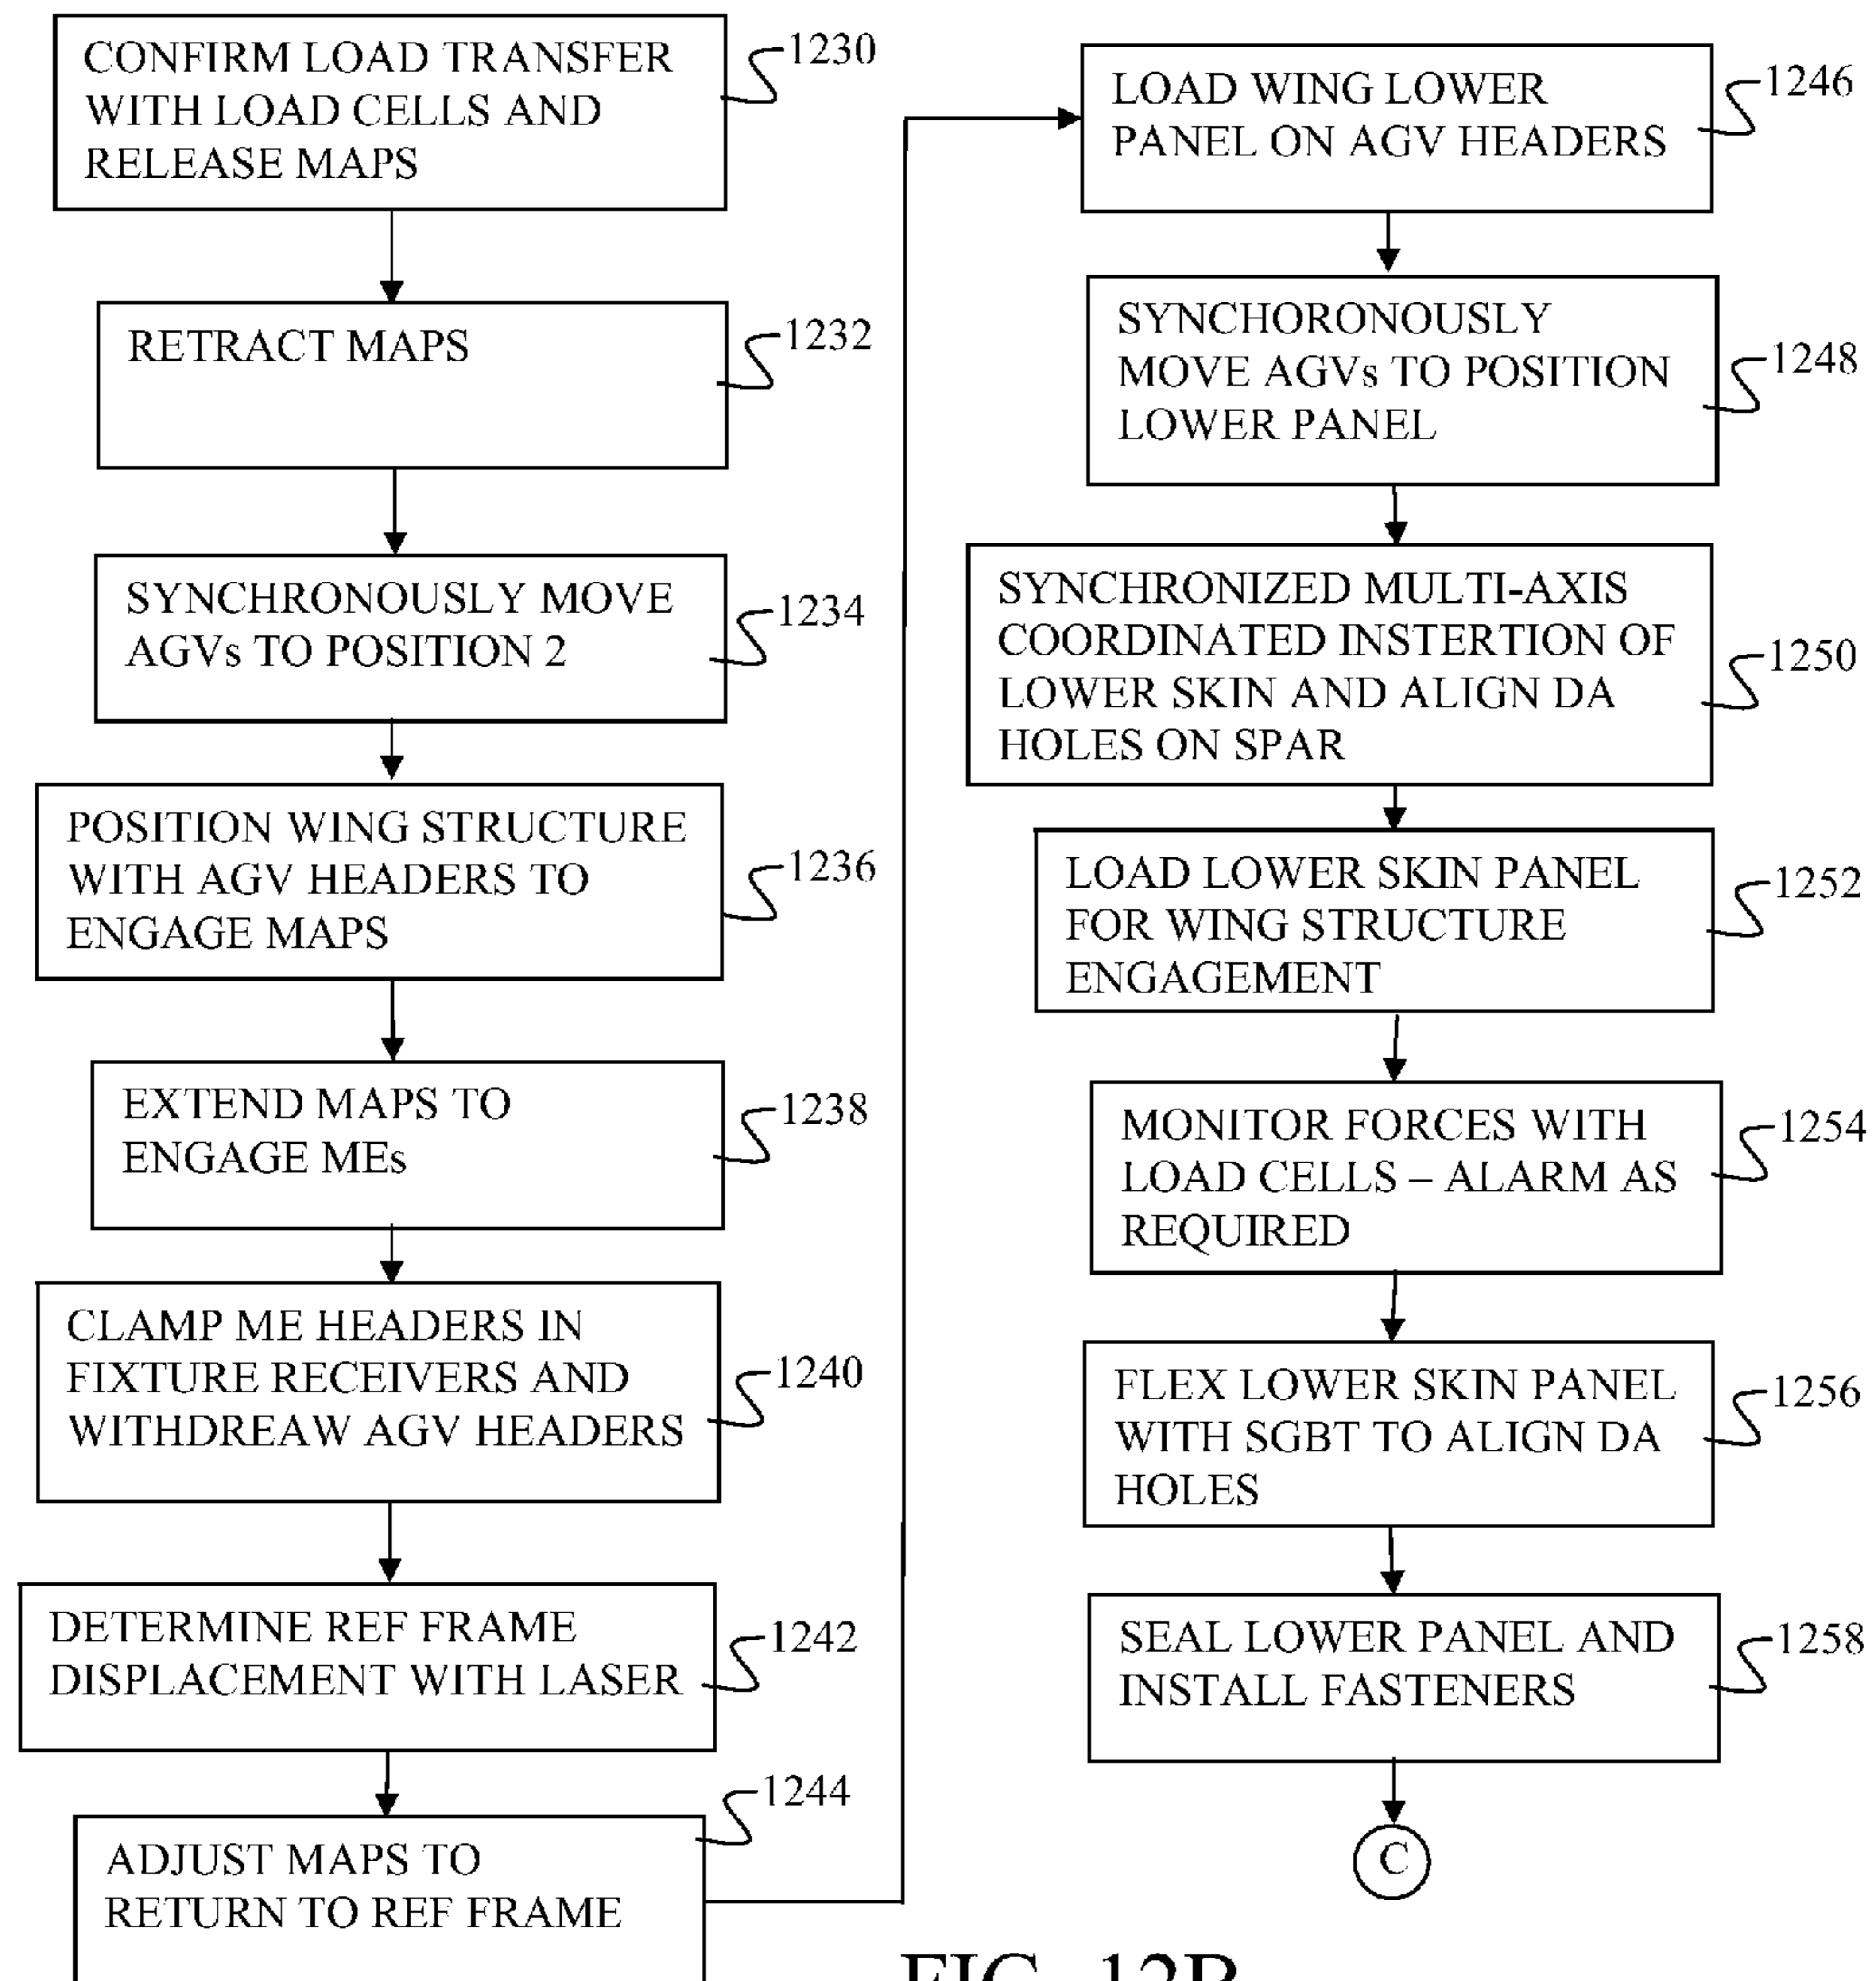 CONFIRM LOAD TRANSFER
WITH LOAD CELLS AND
RELEASE MAPS
1230
RETRACT MAPS
1232
SYNCHRONOUSLY MOVE
AGVs TO POSITION 2
1234
POSITION WING STRUCTURE
WITH AGV HEADERS TO
ENGAGE MAPS
1236
EXTEND MAPS TO
ENGAGE MEs
1238
CLAMP ME HEADERS IN
FIXTURE RECEIVERS AND
WITHDREAW AGV HEADERS
1240
DETERMINE REF FRAME
DISPLACEMENT WITH LASER
1242
ADJUST MAPS TO
RETURN TO REF FRAME
1244
LOAD WING LOWER
PANEL ON AGV HEADERS
1246
SYNCHORONOUSLY
MOVE AGVs TO POSITION
LOWER PANEL
1248
SYNCHRONIZED MULTI-AXIS
COORDINATED INSTERTION OF
LOWER SKIN AND ALIGN DA
HOLES ON SPAR
1250
LOAD LOWER SKIN PANEL
FOR WING STRUCTURE
ENGAGEMENT
1252
MONITOR FORCES WITH
LOAD CELLS – ALARM AS
REQUIRED
1254
FLEX LOWER SKIN PANEL
WITH SGBT TO ALIGN DA
HOLES
1256
SEAL LOWER PANEL AND
INSTALL FASTENERS
1258
C
FIG. 12B